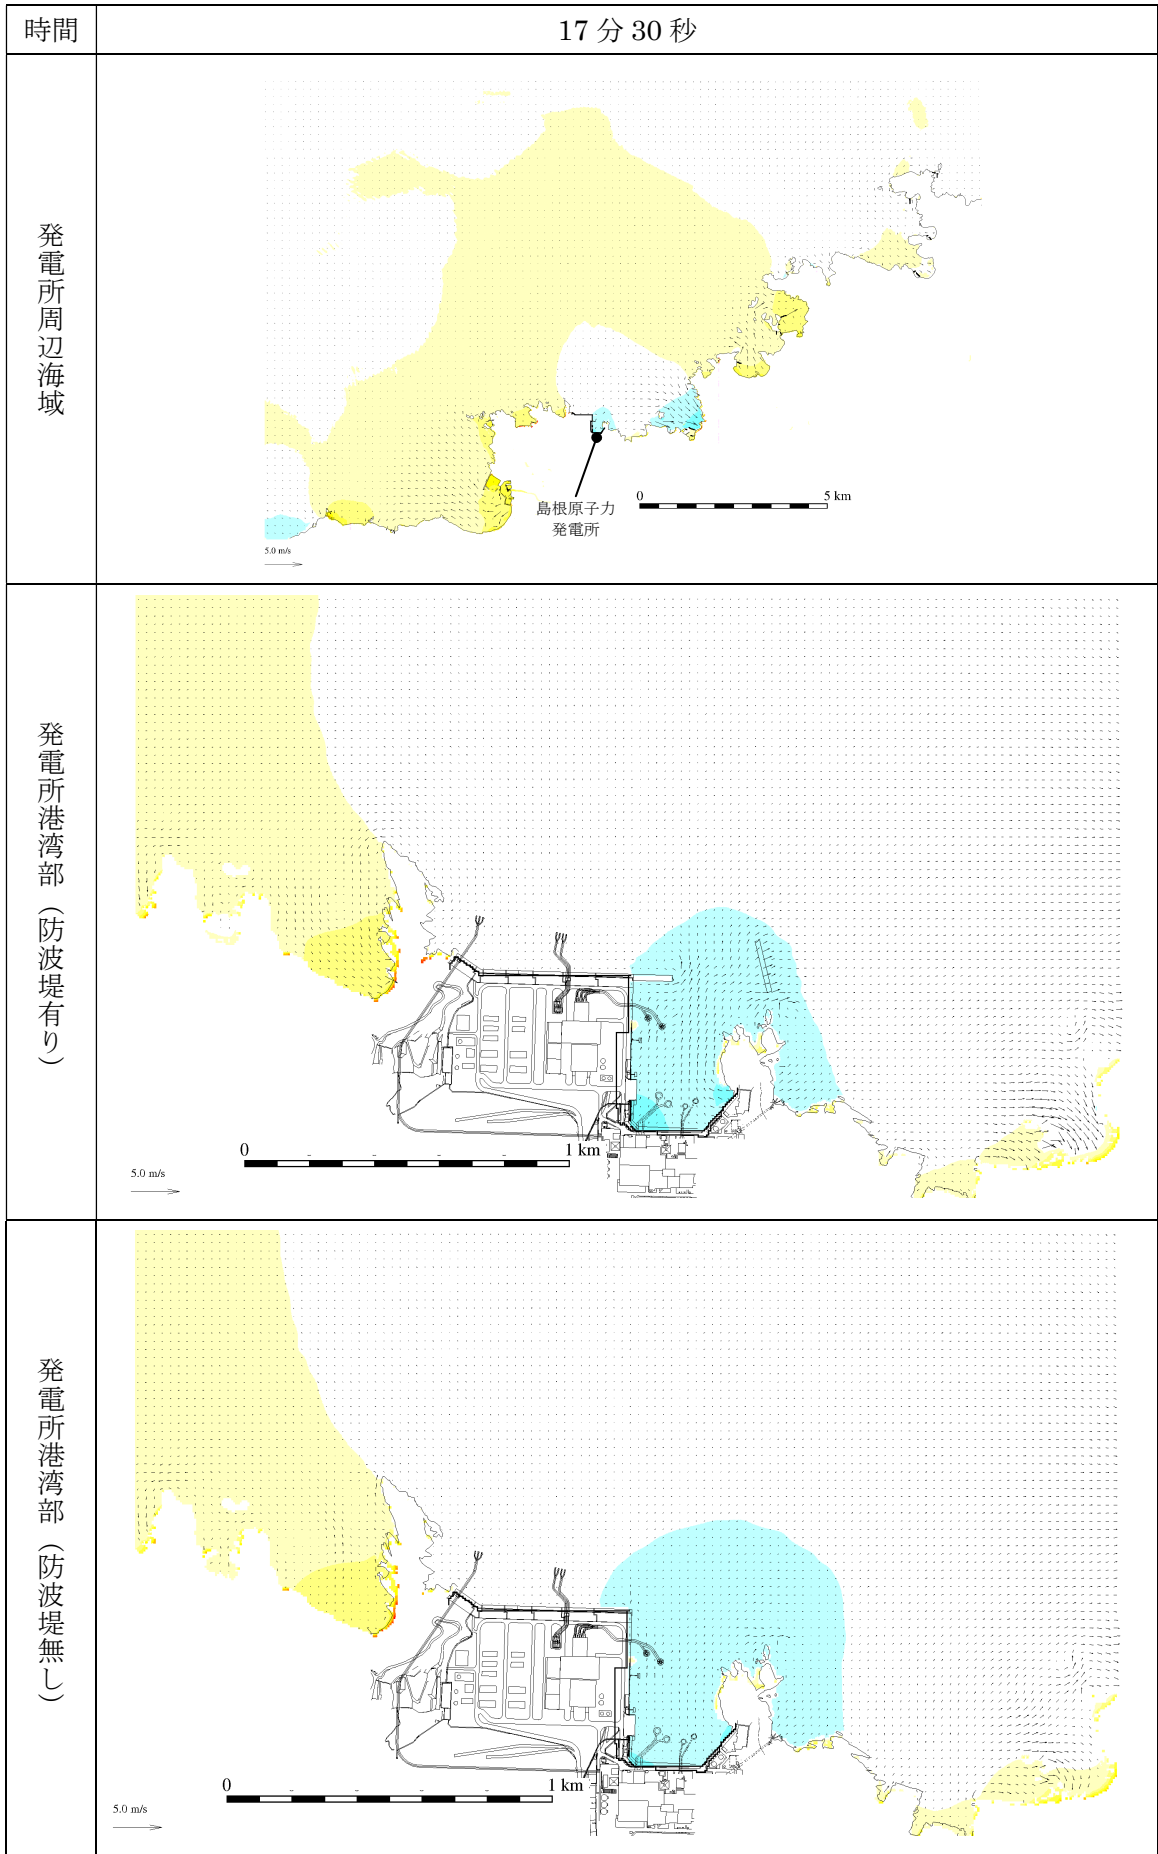 時間
17分30秒
発電所周辺海域
島根原子力
発電所
0
5 km
5.0 m/s
発電所港湾部（防波堤有り）
0
1 km
5.0 m/s
発電所港湾部（防波堤無し）
0
1 km
5.0 m/s